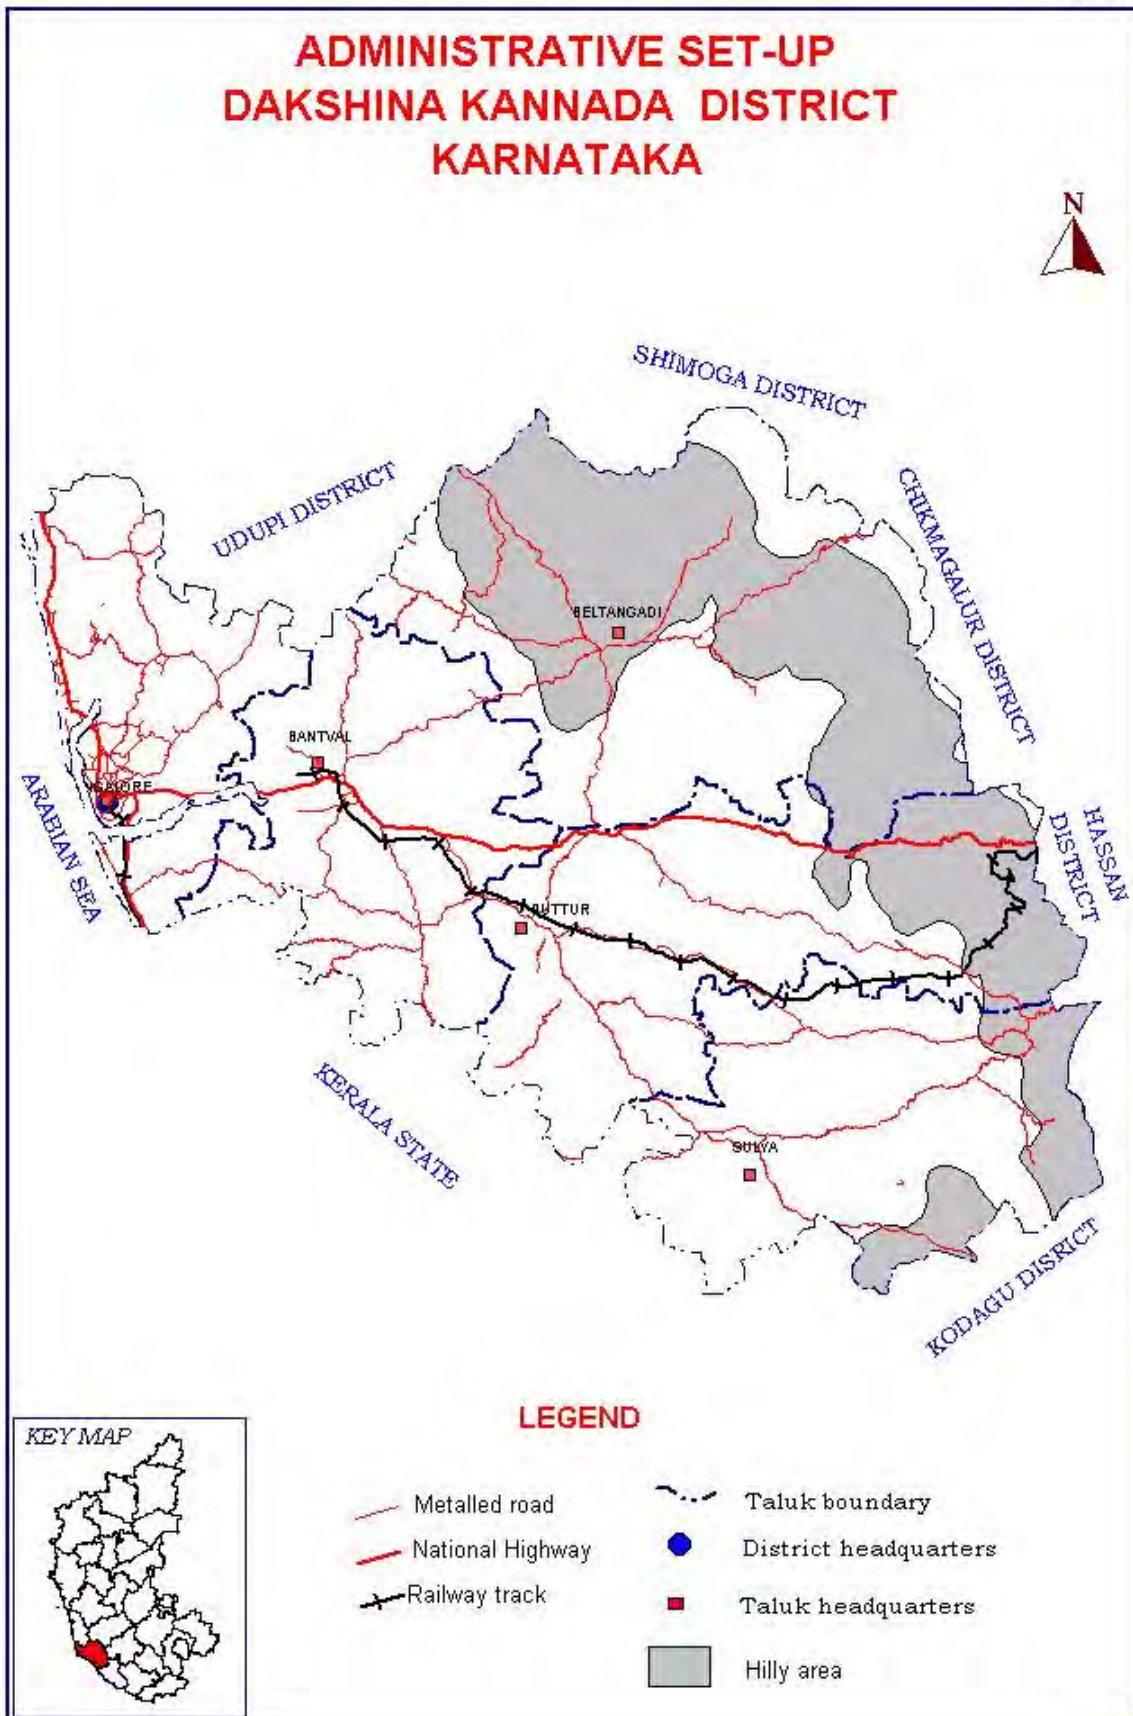 ADMINISTRATIVE SET-UP
DAKSHINA KANNADA DISTRICT
KARNATAKA
N
SHIMOGA DISTRICT
UDUPI DISTRICT
CHIKMAGALUR DISTRICT
BELTANGADI
BANTVAL
GALORE
ARABIAN SEA
HASSAN
DISTRICT
PUTTUR
KERALA STATE
SULYA
KODAGU DISRICT
LEGEND
KEY MAP
Metalled road
National Highway
Railway track
Taluk boundary
District headquarters
Taluk headquarters
Hilly area